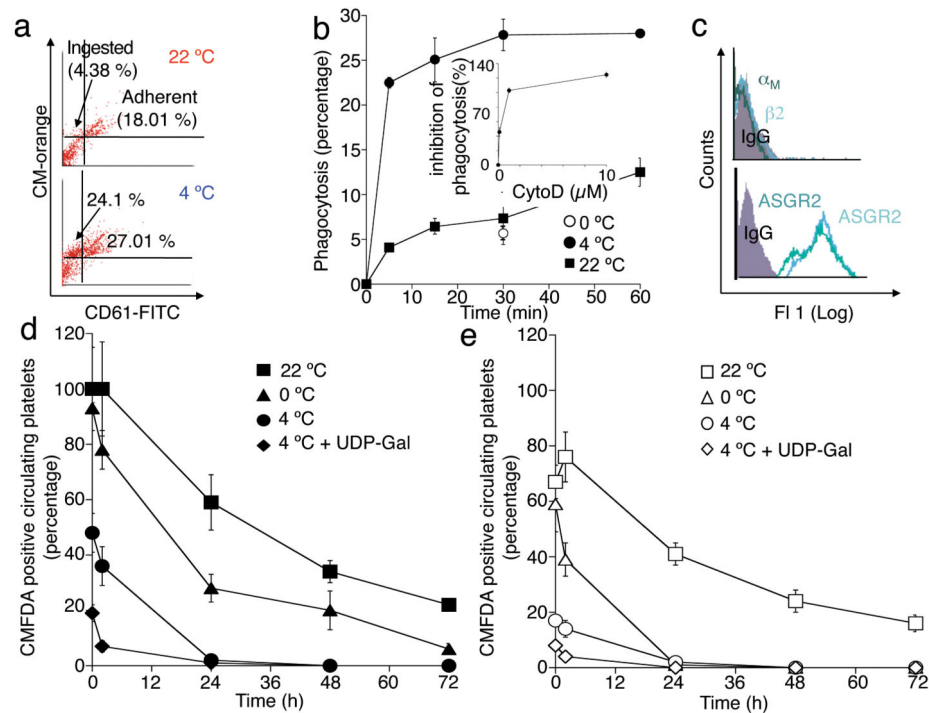 a
Ingested
(4.38 %)
22 ºC
Adherent
(18.01 %)
CM-orange
4 ºC
24.1 %
27.01 %
CD61-FITC
b
Phagocytosis (percentage)
30
25
20
15
10
5
0
0 10 20 30 40 50 60
Time (min)
inhibition of
phagocytosis(%)
140
70
0
0 10
CytoD (µM)
0 ºC
4 ºC
22 ºC
c
Counts
αM
β2
IgG
ASGR2
ASGR2
IgG
Fl 1 (Log)
d
CMFDA positive circulating platelets
(percentage)
120
100
80
60
40
20
0
0 12 24 36 48 60 72
Time (h)
22 ºC
0 ºC
4 ºC
4 ºC + UDP-Gal
e
CMFDA positive circulating platelets
(percentage)
120
100
80
60
40
20
0
0 12 24 36 48 60 72
Time (h)
22 ºC
0 ºC
4 ºC
4 ºC + UDP-Gal